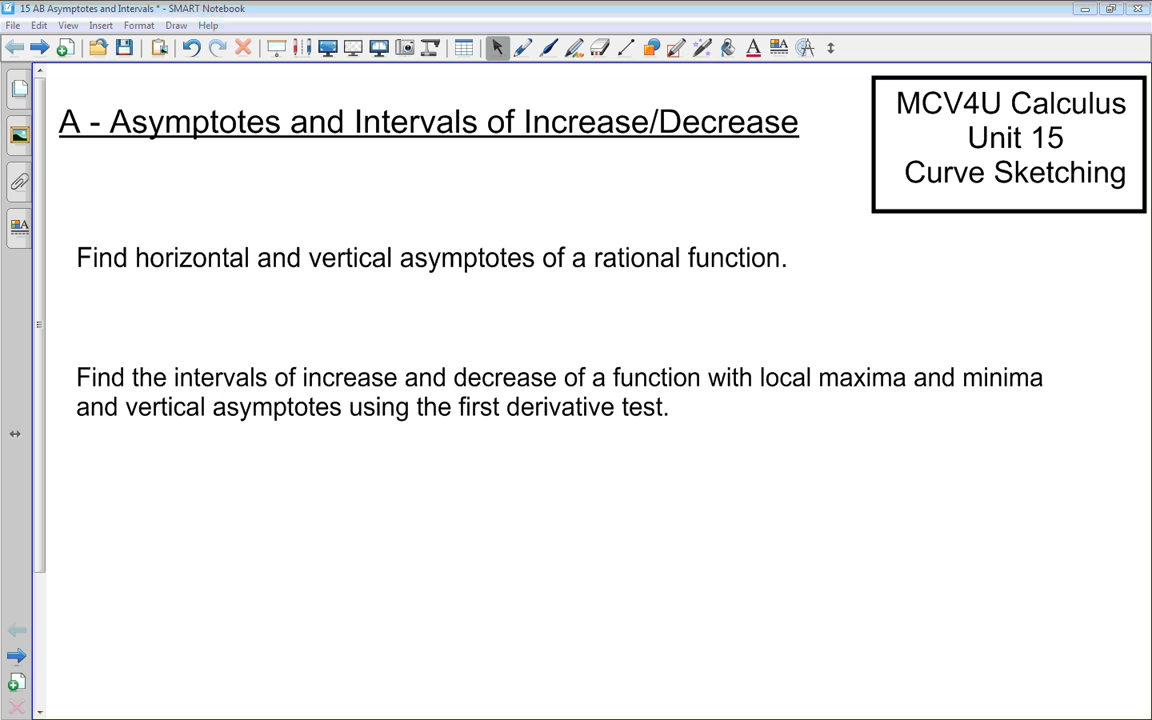 15 AB Asymptotes and Intervals * - SMART Notebook
File Edit View Insert Format Draw Help
A - Asymptotes and Intervals of Increase/Decrease
MCV4U Calculus
Unit 15
Curve Sketching
Find horizontal and vertical asymptotes of a rational function.
Find the intervals of increase and decrease of a function with local maxima and minima
and vertical asymptotes using the first derivative test.